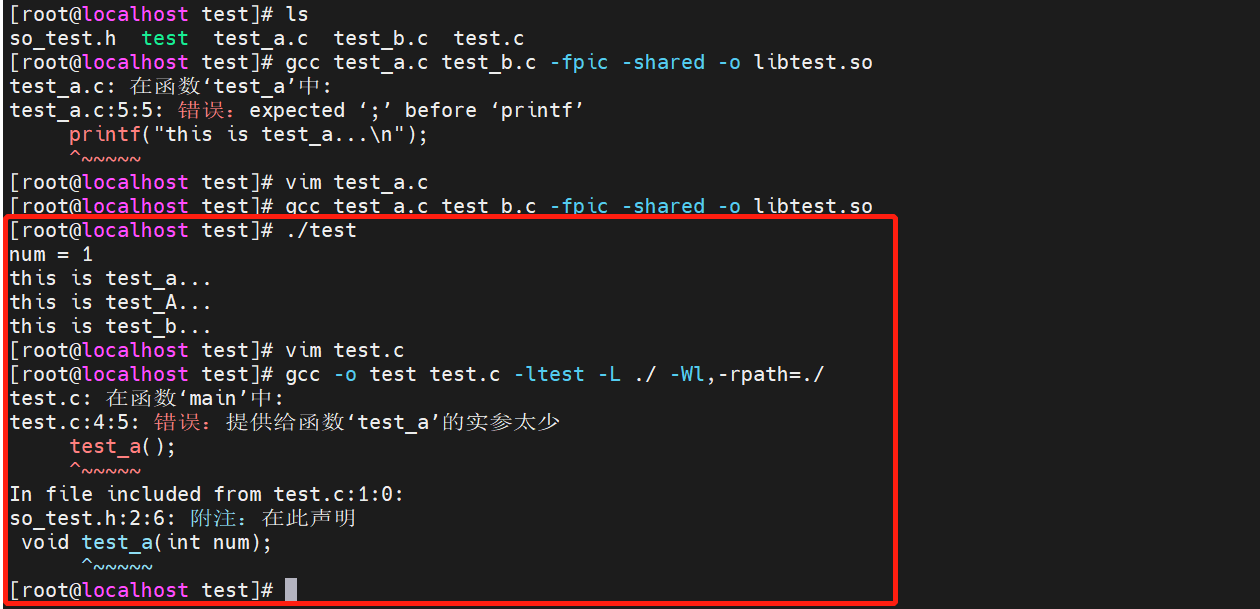 [root@localhost test]# ls
so_test.h  test  test_a.c  test_b.c  test.c
[root@localhost test]# gcc test_a.c test_b.c -fpic -shared -o libtest.so
test_a.c: 在函数‘test_a’中:
test_a.c:5:5: 错误：expected ‘;’ before ‘printf’
     printf("this is test_a...\n");
     ^~~~~~
[root@localhost test]# vim test_a.c
[root@localhost test]# gcc test_a.c test_b.c -fpic -shared -o libtest.so
[root@localhost test]# ./test
num = 1
this is test_a...
this is test_A...
this is test_b...
[root@localhost test]# vim test.c
[root@localhost test]# gcc -o test test.c -ltest -L ./ -Wl,-rpath=./
test.c: 在函数‘main’中:
test.c:4:5: 错误：提供给函数‘test_a’的实参太少
     test_a();
     ^~~~~~
In file included from test.c:1:0:
so_test.h:2:6: 附注：在此声明
 void test_a(int num);
      ^~~~~~
[root@localhost test]#